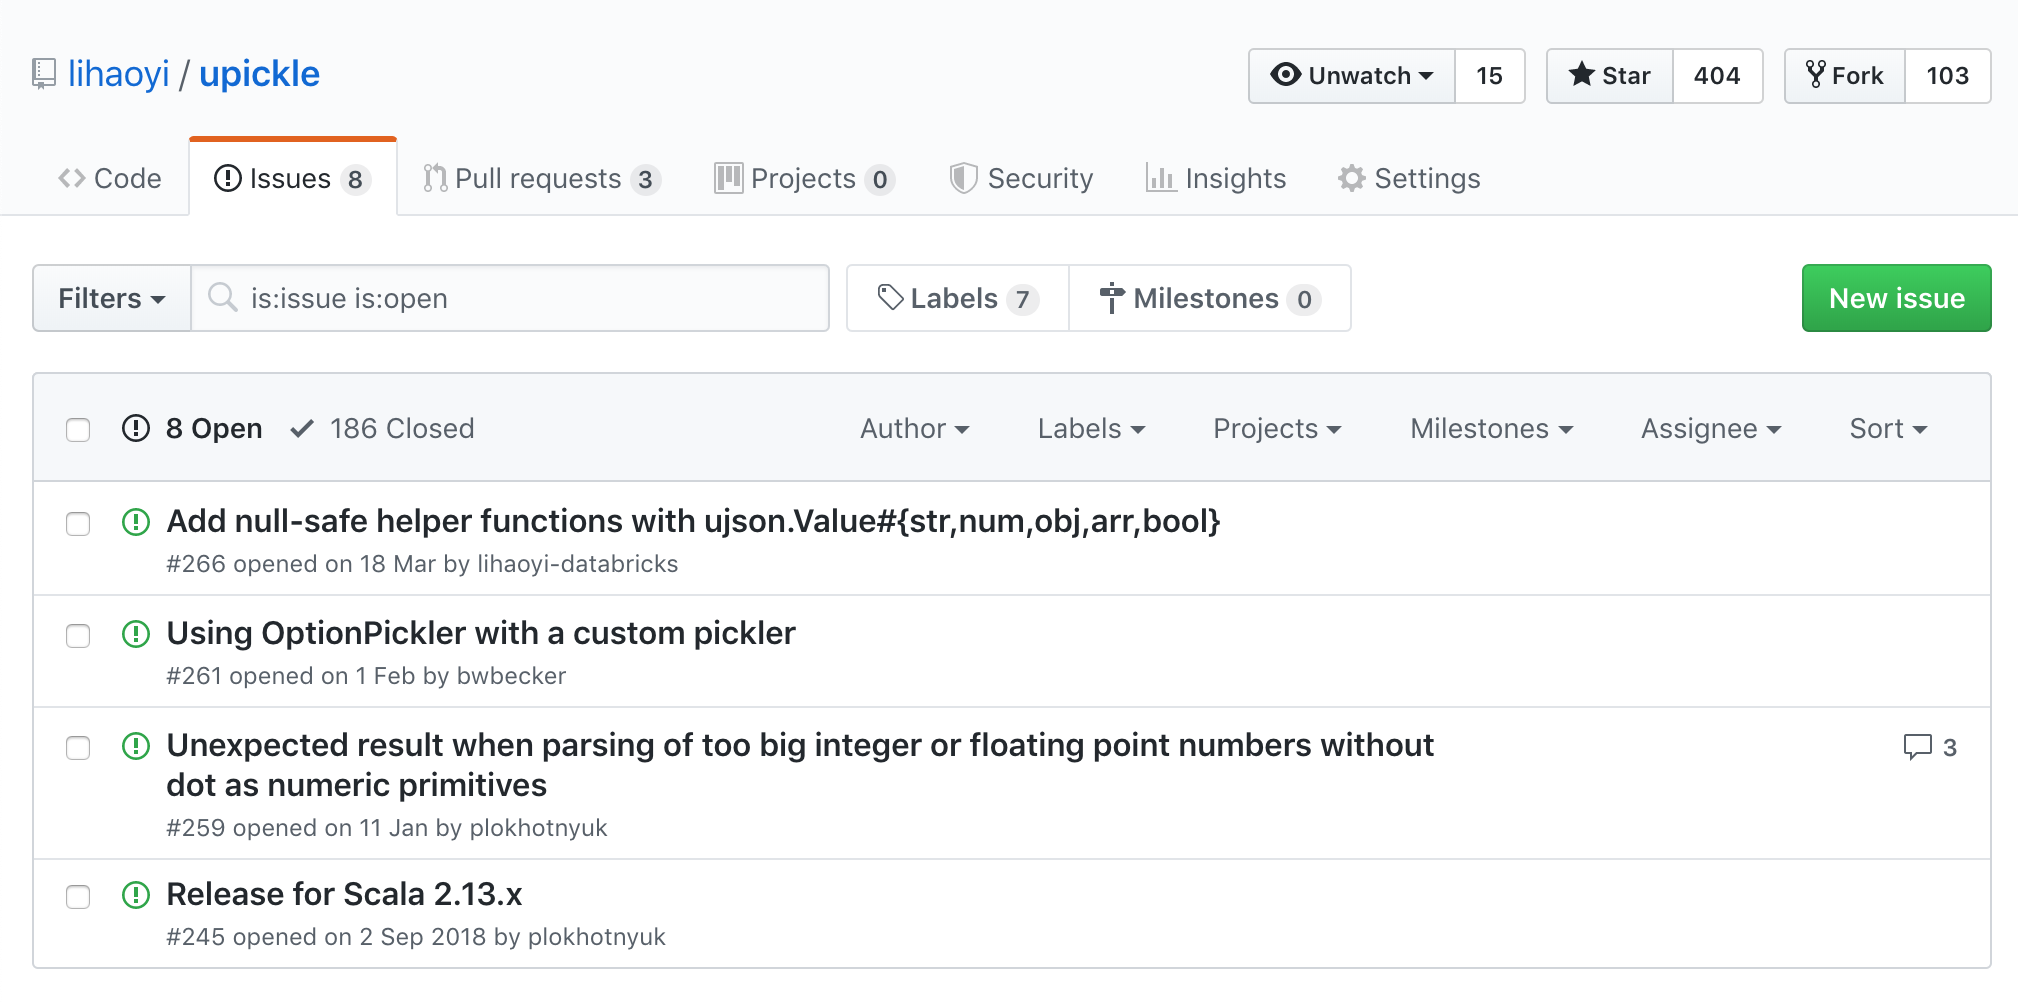 lihaoyi / upickle
Unwatch 15 Star 404 Fork 103
Code Issues 8 Pull requests 3 Projects 0 Security Insights Settings
Filters is:issue is:open Labels 7 Milestones 0 New issue
8 Open 186 Closed Author Labels Projects Milestones Assignee Sort
Add null-safe helper functions with ujson.Value#{str,num,obj,arr,bool}
#266 opened on 18 Mar by lihaoyi-databricks
Using OptionPickler with a custom pickler
#261 opened on 1 Feb by bwbecker
Unexpected result when parsing of too big integer or floating point numbers without 3
dot as numeric primitives
#259 opened on 11 Jan by plokhotnyuk
Release for Scala 2.13.x
#245 opened on 2 Sep 2018 by plokhotnyuk